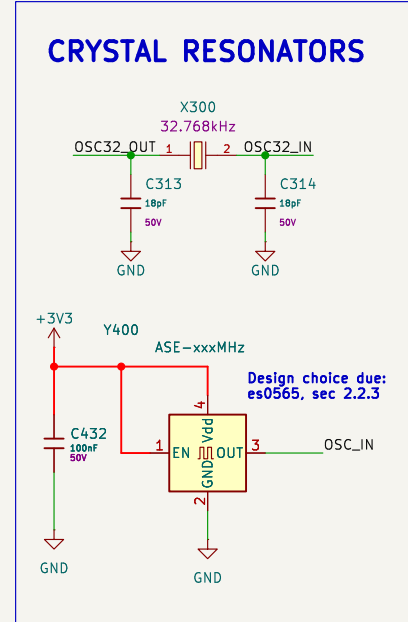 CRYSTAL RESONATORS
X300
32.768kHz
OSC32_OUT 1 2 OSC32_IN
C313 C314
18pF 18pF
50V 50V
GND GND
+3V3
Y400
ASE-xxxMHz
Design choice due:
es0565, sec 2.2.3
4
Vdd
C432
100nF
50V
1 EN OUT 3 OSC_IN
GND
2
GND GND